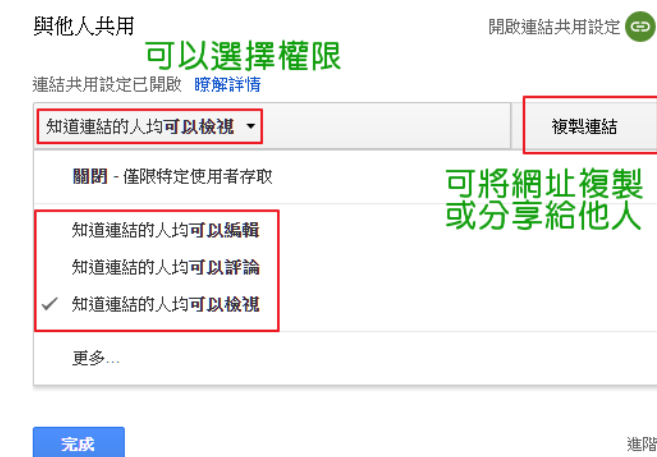 與他人共用
開啟連結共用設定
可以選擇權限
連結共用設定已開啟 瞭解詳情
知道連結的人均可以檢視
複製連結
關閉 - 僅限特定使用者存取
可將網址複製
或分享給他人
知道連結的人均可以編輯
知道連結的人均可以評論
知道連結的人均可以檢視
更多...
完成
進階